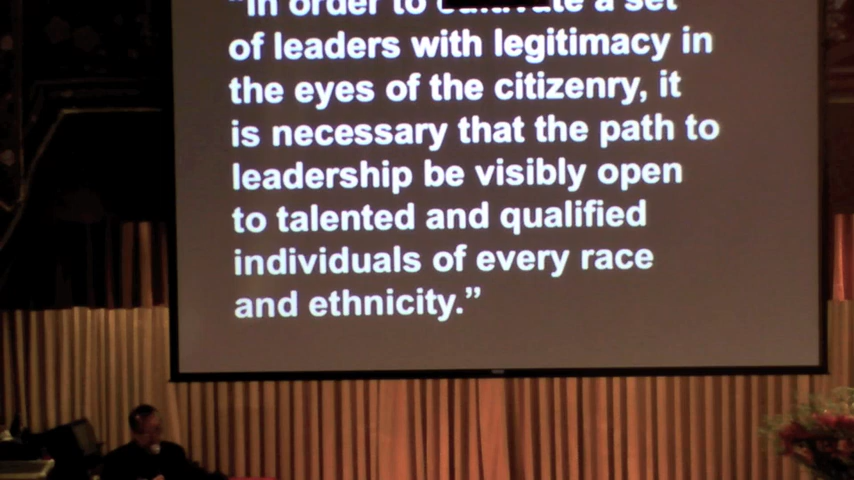 "In order to a set
of leaders with legitimacy in
the eyes of the citizenry, it
is necessary that the path to
leadership be visibly open
to talented and qualified
individuals of every race
and ethnicity."